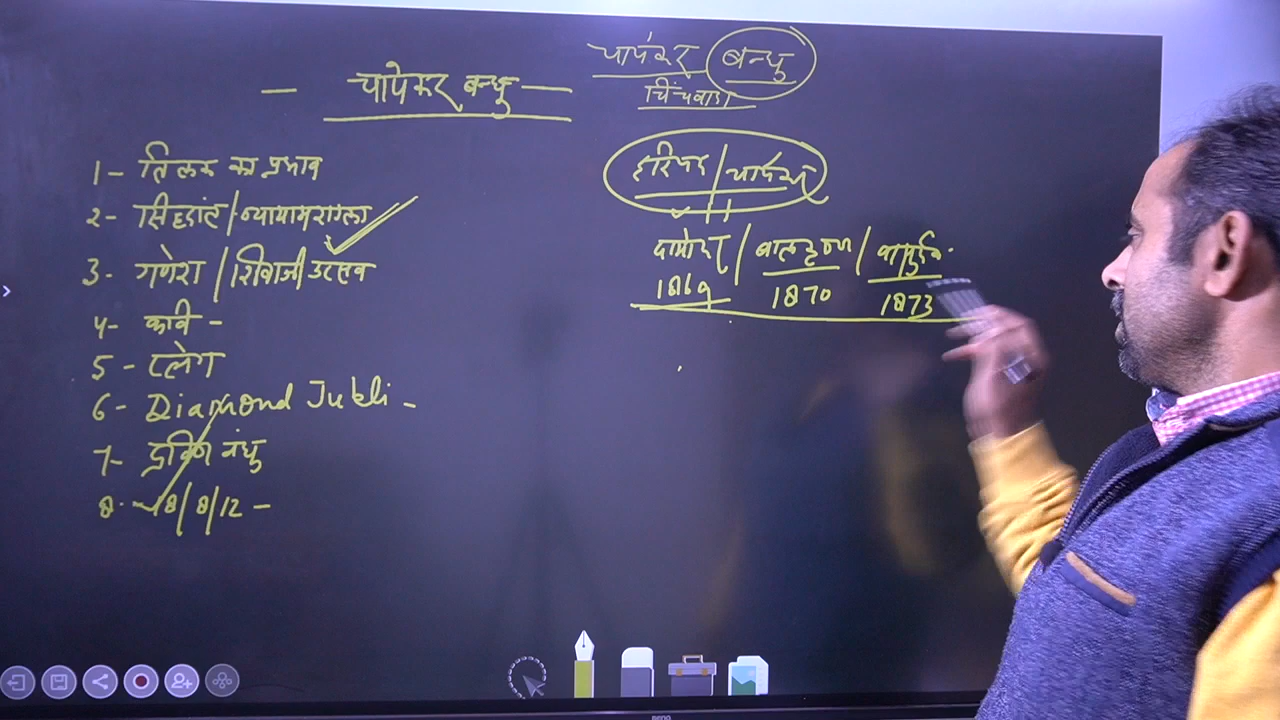 चापेकर बन्धु
चापेकर बन्धु
चिंचवाडा
1- तिलक का प्रभाव
2- सिद्धांत/व्यायामशाला
3- गणेश/शिवाजी उत्सव
4- कवि -
5- प्लेग
6- Diamond Jubli -
7- द्रविण बंधु
8- 18/8/12 -
हरिपंत/चापेकर
दामोदर/बालकृष्ण/वासुदेव
1869 1870 1873
BENQ